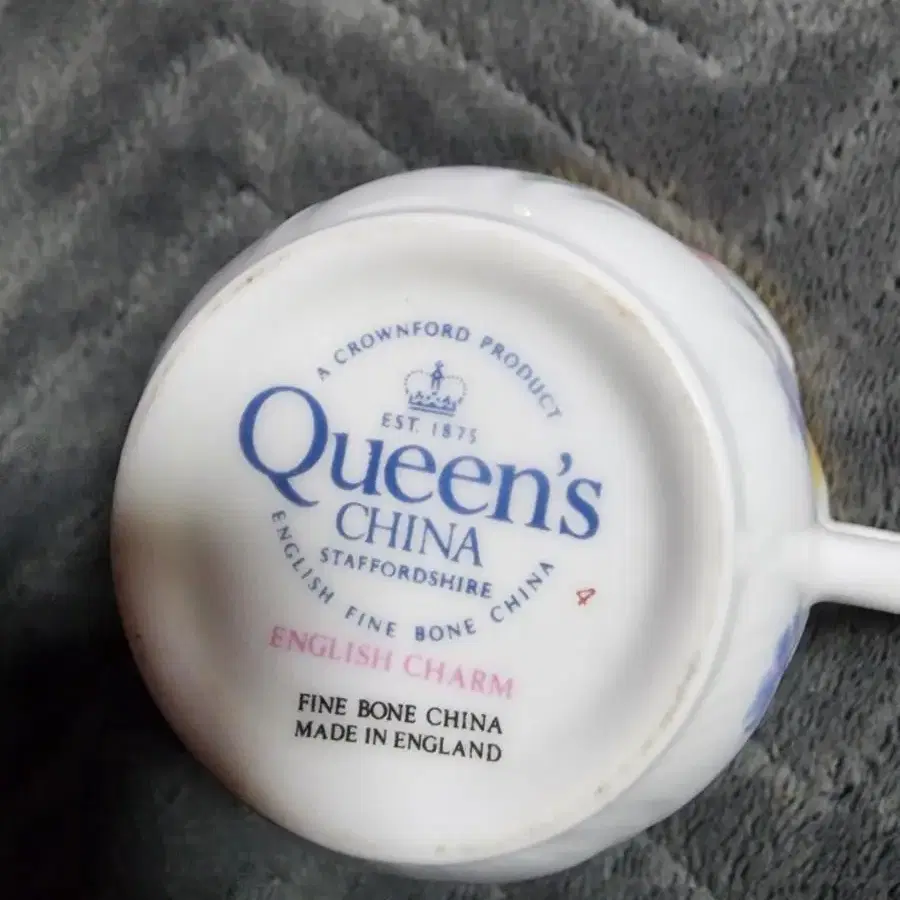 A CROWNFORD PRODUCT
EST. 1875
Queen's
CHINA
STAFFORDSHIRE
ENGLISH FINE BONE CHINA
4
ENGLISH CHARM
FINE BONE CHINA
MADE IN ENGLAND